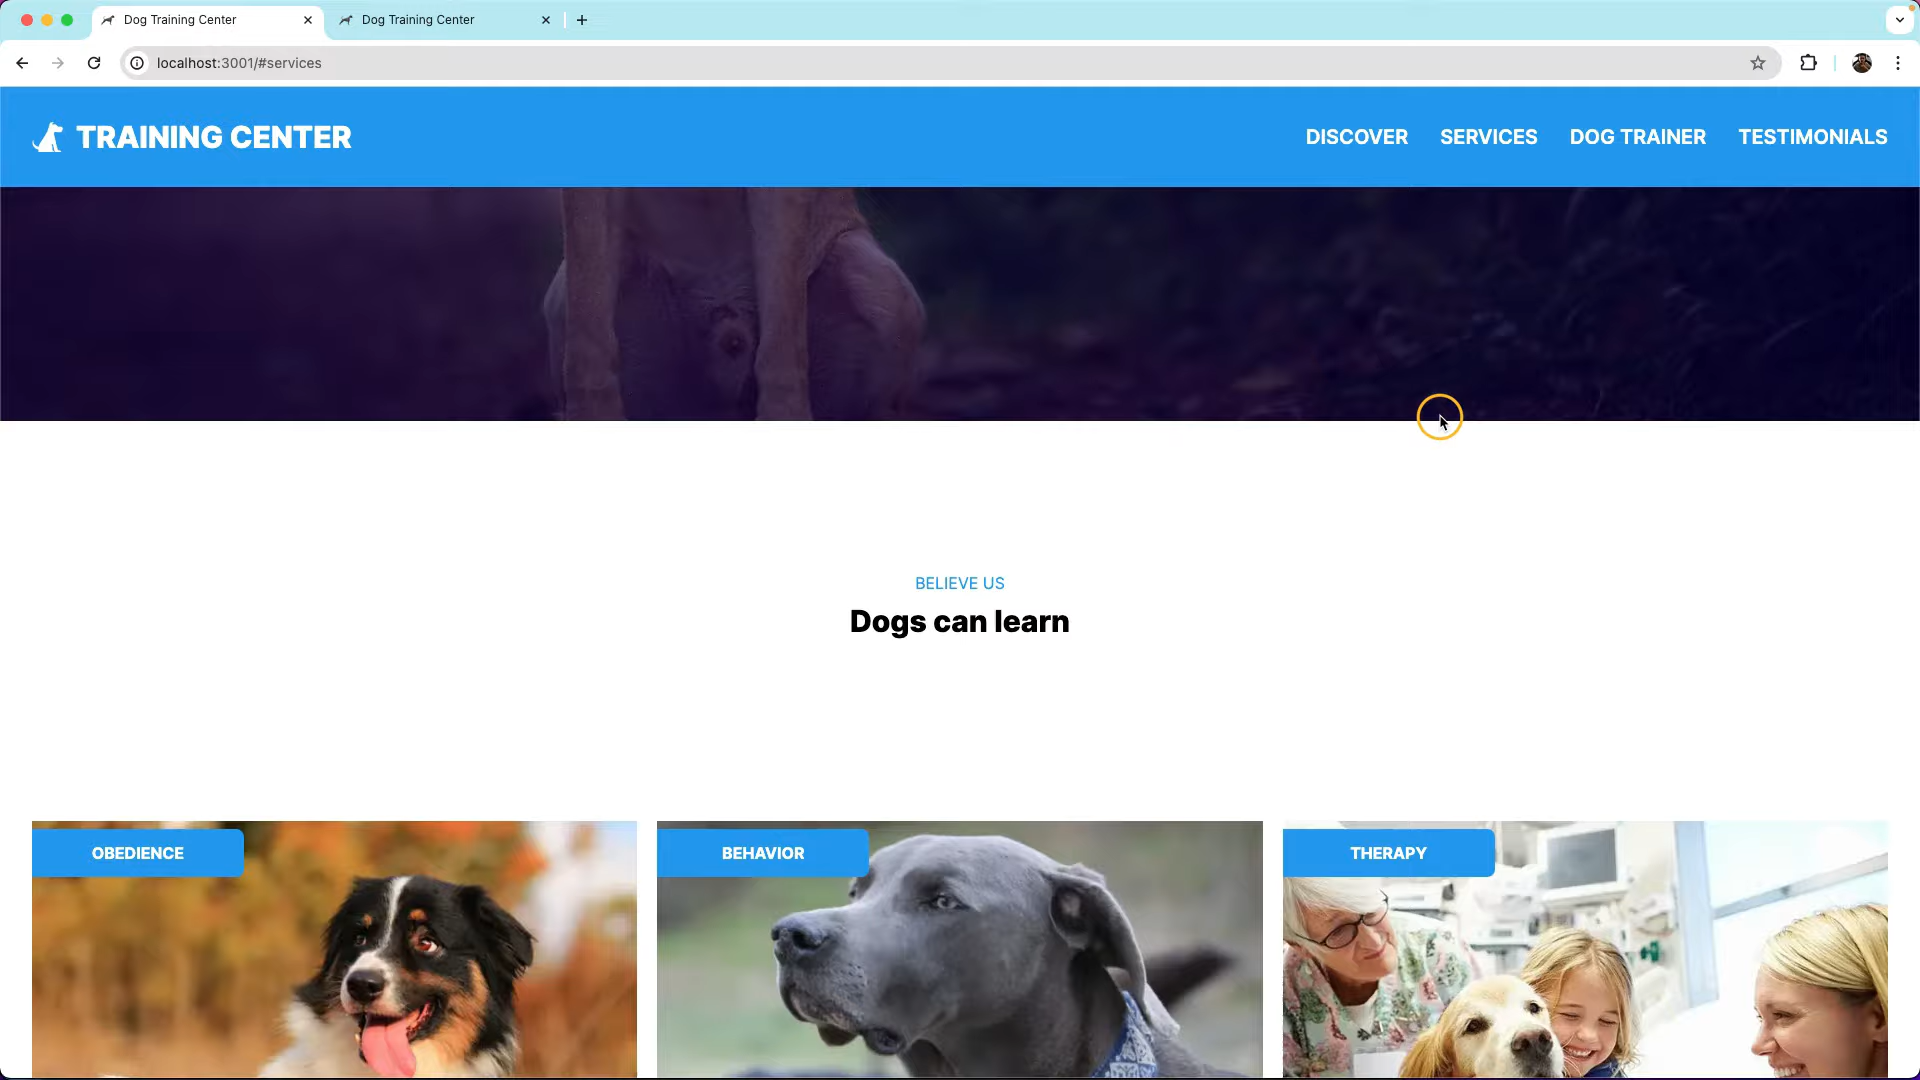 Dog Training Center
Dog Training Center
localhost:3001/#services
TRAINING CENTER
DISCOVER
SERVICES
DOG TRAINER
TESTIMONIALS
BELIEVE US
Dogs can learn
OBEDIENCE
BEHAVIOR
THERAPY